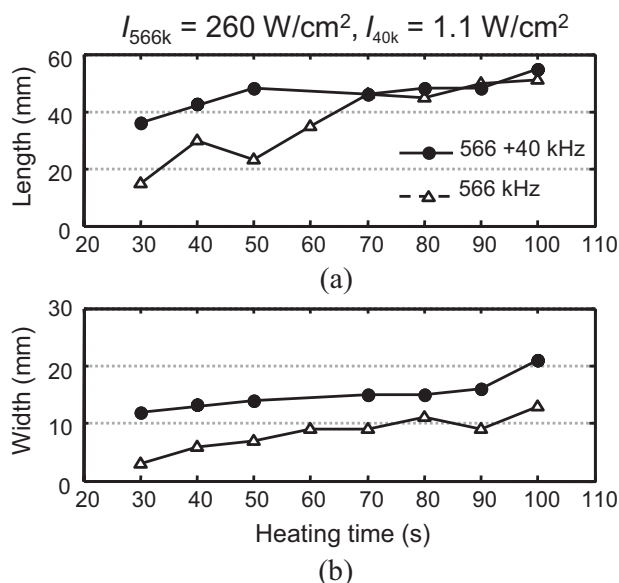 I566k = 260 W/cm², I40k = 1.1 W/cm²
60
40
20
0
Length (mm)
566 +40 kHz
566 kHz
20 30 40 50 60 70 80 90 100 110
(a)
30
20
10
0
Width (mm)
20 30 40 50 60 70 80 90 100 110
Heating time (s)
(b)